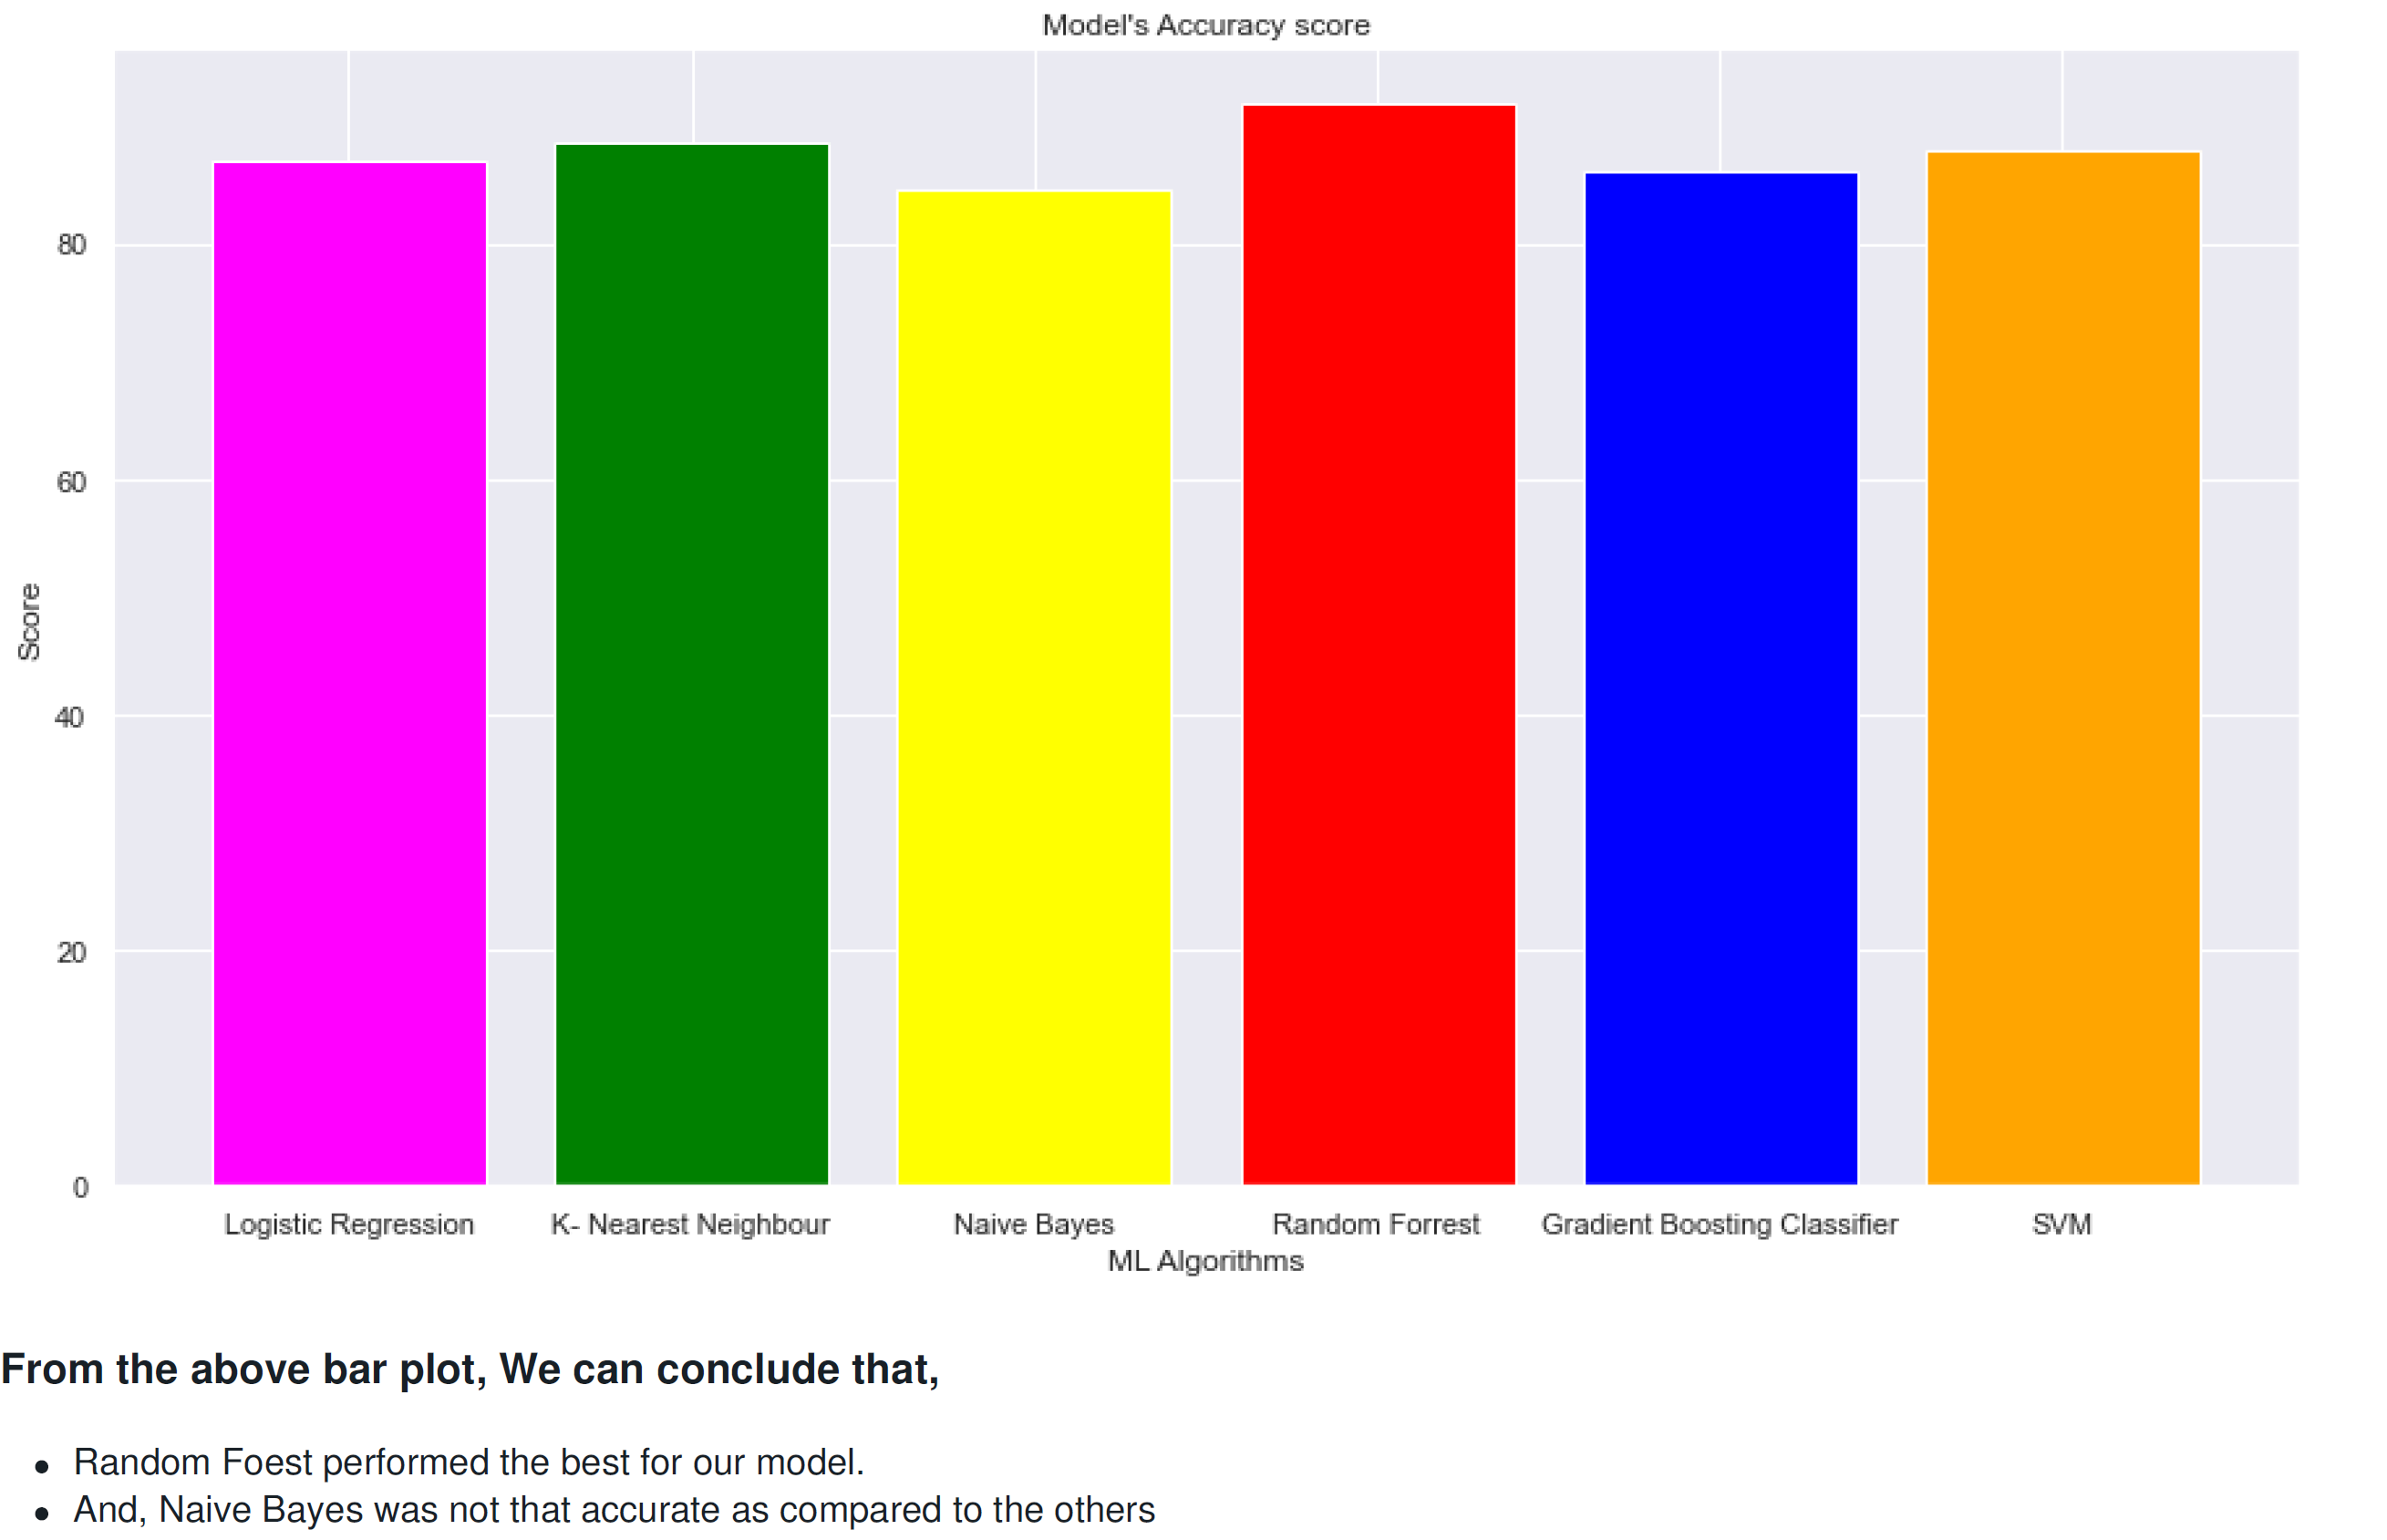 Model's Accuracy score
80
60
40
20
0
Score
Logistic Regression K- Nearest Neighbour Naive Bayes Random Forrest Gradient Boosting Classifier SVM
ML Algorithms
From the above bar plot, We can conclude that,
• Random Foest performed the best for our model.
• And, Naive Bayes was not that accurate as compared to the others